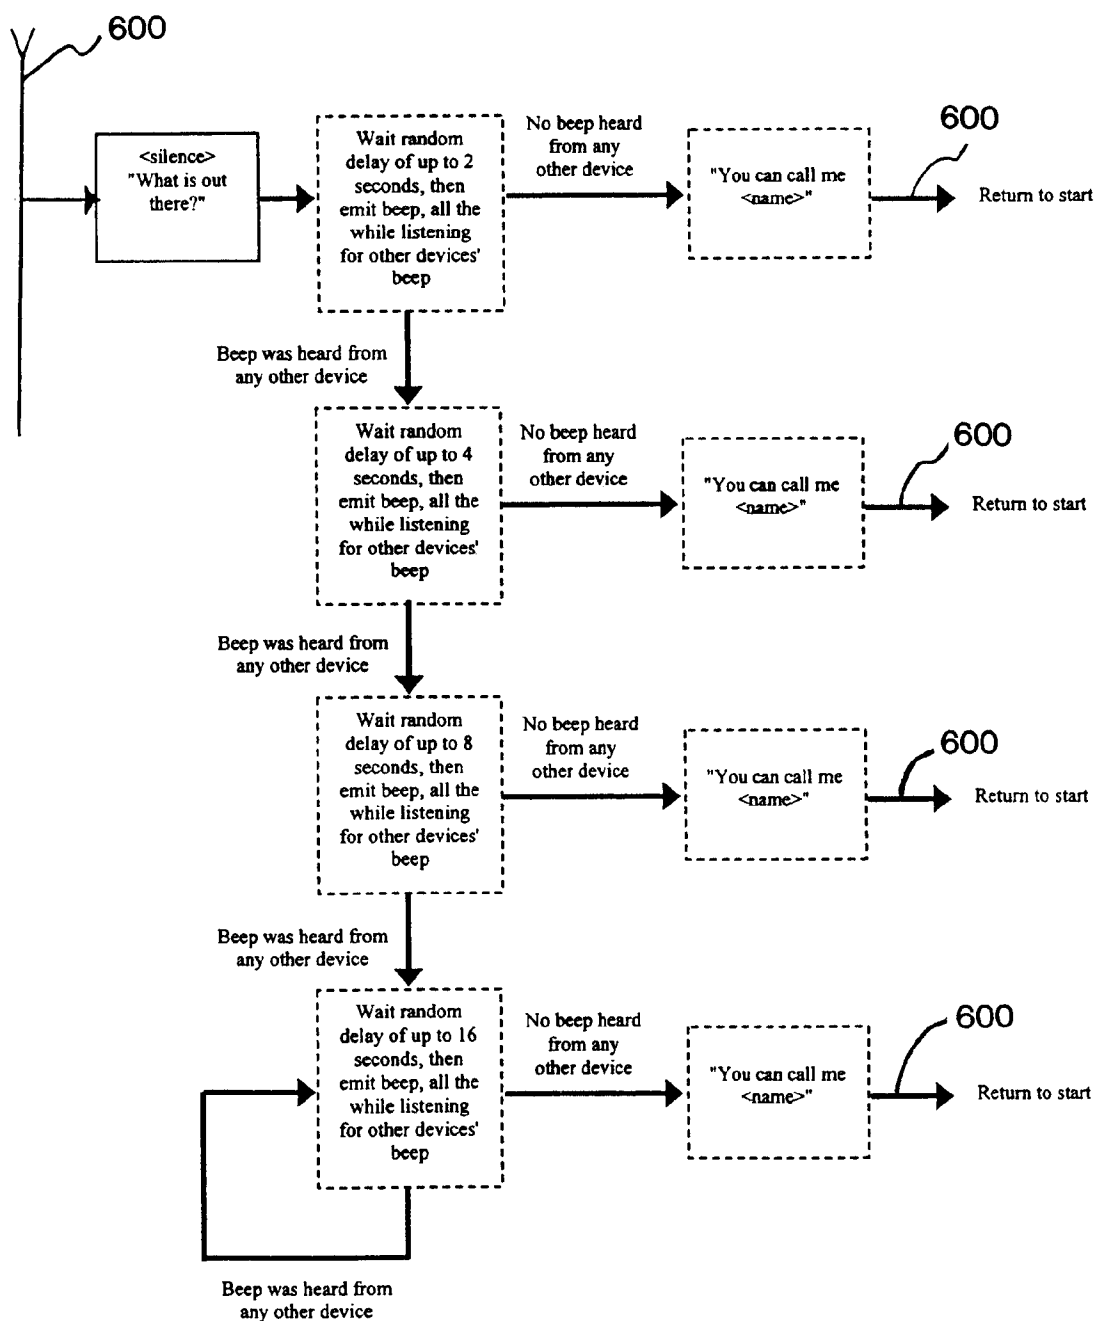 600
<silence>
"What is out
there?"
Wait random
delay of up to 2
seconds, then
emit beep, all the
while listening
for other devices'
beep
No beep heard
from any
other device
"You can call me
<name>"
600
Return to start
Beep was heard from
any other device
Wait random
delay of up to 4
seconds, then
emit beep, all the
while listening
for other devices'
beep
No beep heard
from any
other device
"You can call me
<name>"
600
Return to start
Beep was heard from
any other device
Wait random
delay of up to 8
seconds, then
emit beep, all the
while listening
for other devices'
beep
No beep heard
from any
other device
"You can call me
<name>"
600
Return to start
Beep was heard from
any other device
Wait random
delay of up to 16
seconds, then
emit beep, all the
while listening
for other devices'
beep
No beep heard
from any
other device
"You can call me
<name>"
600
Return to start
Beep was heard from
any other device